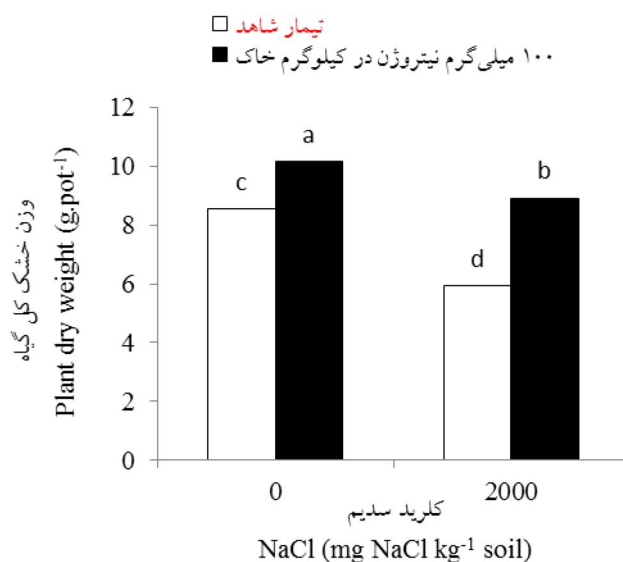 تیمار شاهد
۱۰۰ میلی‌گرم نیتروژن در کیلوگرم خاک
وزن خشک کل گیاه
Plant dry weight (g.pot⁻¹)
12
10
8
6
4
2
0
c
a
d
b
0
2000
کلرید سدیم
NaCl (mg NaCl kg⁻¹ soil)